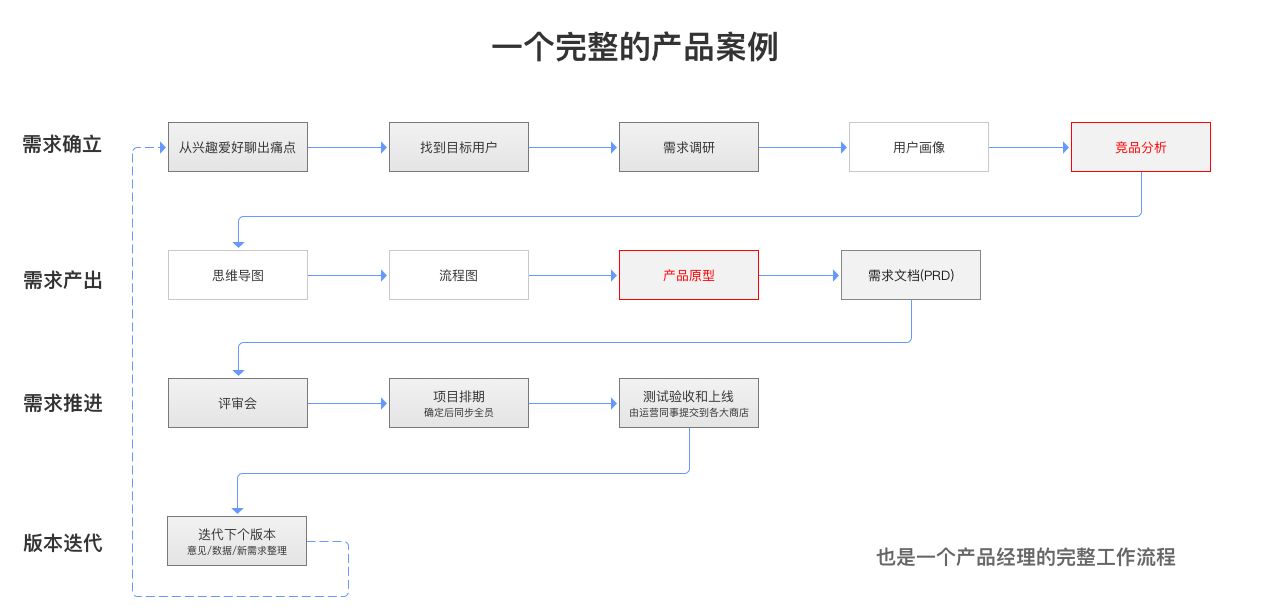 一个完整的产品案例
需求确立
从兴趣爱好聊出痛点
找到目标用户
需求调研
用户画像
竞品分析
需求产出
思维导图
流程图
产品原型
需求文档(PRD)
需求推进
评审会
项目排期
确定后同步全员
测试验收和上线
由运营同事提交到各大商店
版本迭代
迭代下个版本
意见/数据/新需求整理
也是一个产品经理的完整工作流程